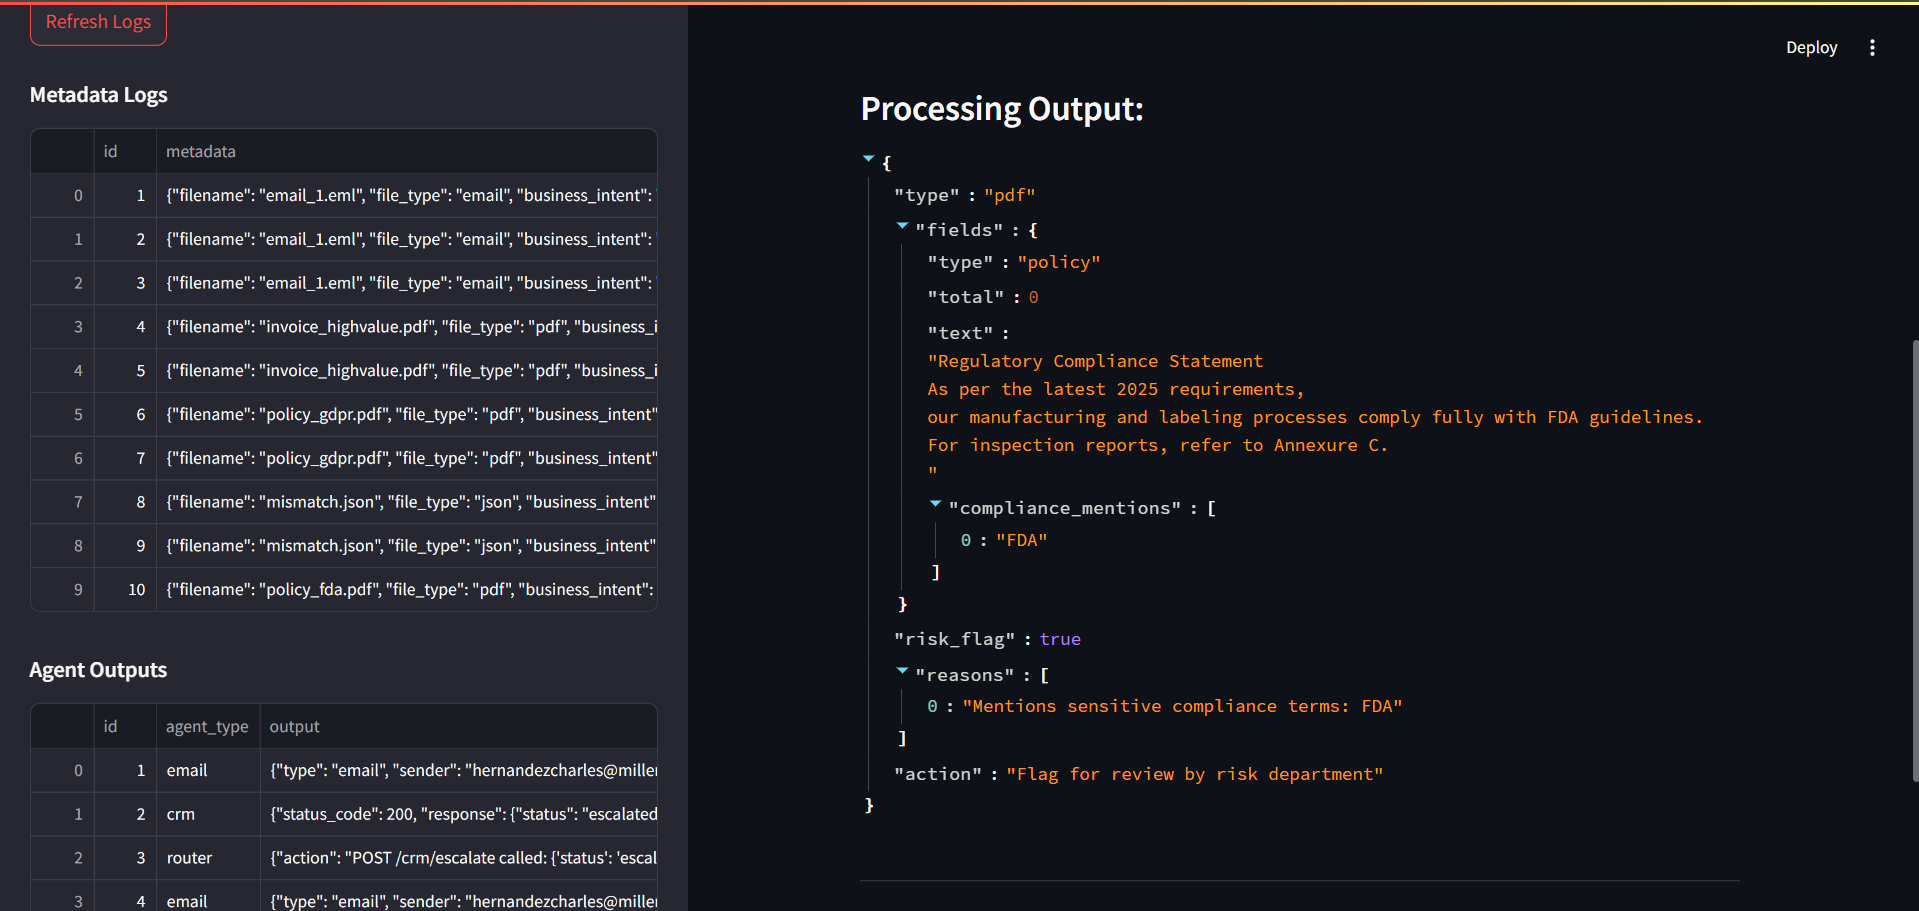 Refresh Logs
Metadata Logs
id metadata
0 1 {"filename": "email_1.eml", "file_type": "email", "business_intent": "
1 2 {"filename": "email_1.eml", "file_type": "email", "business_intent": "
2 3 {"filename": "email_1.eml", "file_type": "email", "business_intent": "
3 4 {"filename": "invoice_highvalue.pdf", "file_type": "pdf", "business_i
4 5 {"filename": "invoice_highvalue.pdf", "file_type": "pdf", "business_i
5 6 {"filename": "policy_gdpr.pdf", "file_type": "pdf", "business_intent"
6 7 {"filename": "policy_gdpr.pdf", "file_type": "pdf", "business_intent"
7 8 {"filename": "mismatch.json", "file_type": "json", "business_intent"
8 9 {"filename": "mismatch.json", "file_type": "json", "business_intent"
9 10 {"filename": "policy_fda.pdf", "file_type": "pdf", "business_intent":
Agent Outputs
id agent_type output
0 1 email {"type": "email", "sender": "hernandezcharles@miller
1 2 crm {"status_code": 200, "response": {"status": "escalated
2 3 router {"action": "POST /crm/escalate called: {'status': 'escal
3 4 email {"type": "email", "sender": "hernandezcharles@miller
Deploy
Processing Output:
{
"type" : "pdf"
"fields" : {
"type" : "policy"
"total" : 0
"text" :
"Regulatory Compliance Statement
As per the latest 2025 requirements,
our manufacturing and labeling processes comply fully with FDA guidelines.
For inspection reports, refer to Annexure C.
"
"compliance_mentions" : [
0 : "FDA"
]
}
"risk_flag" : true
"reasons" : [
0 : "Mentions sensitive compliance terms: FDA"
]
"action" : "Flag for review by risk department"
}